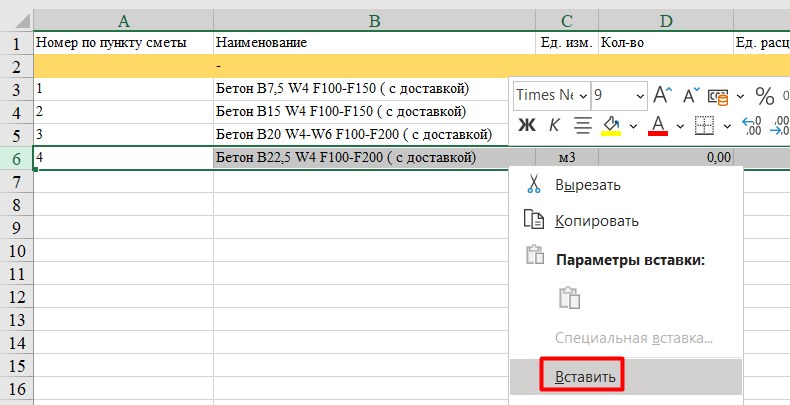 A B C D
1 Номер по пункту сметы Наименование Ед. изм. Кол-во Ед. расц
2 -
3 1 Бетон В7,5 W4 F100-F150 ( с доставкой)
4 2 Бетон В15 W4 F100-F150 ( с доставкой)
5 3 Бетон В20 W4-W6 F100-F200 ( с доставкой)
6 4 Бетон В22,5 W4 F100-F200 ( с доставкой) м3 0,00
7
8
9
10
11
12
13
14
15
16
Times Ne 9 A A % 0
Ж К A ,00
Вырезать
Копировать
Параметры вставки:
Специальная вставка...
Вставить